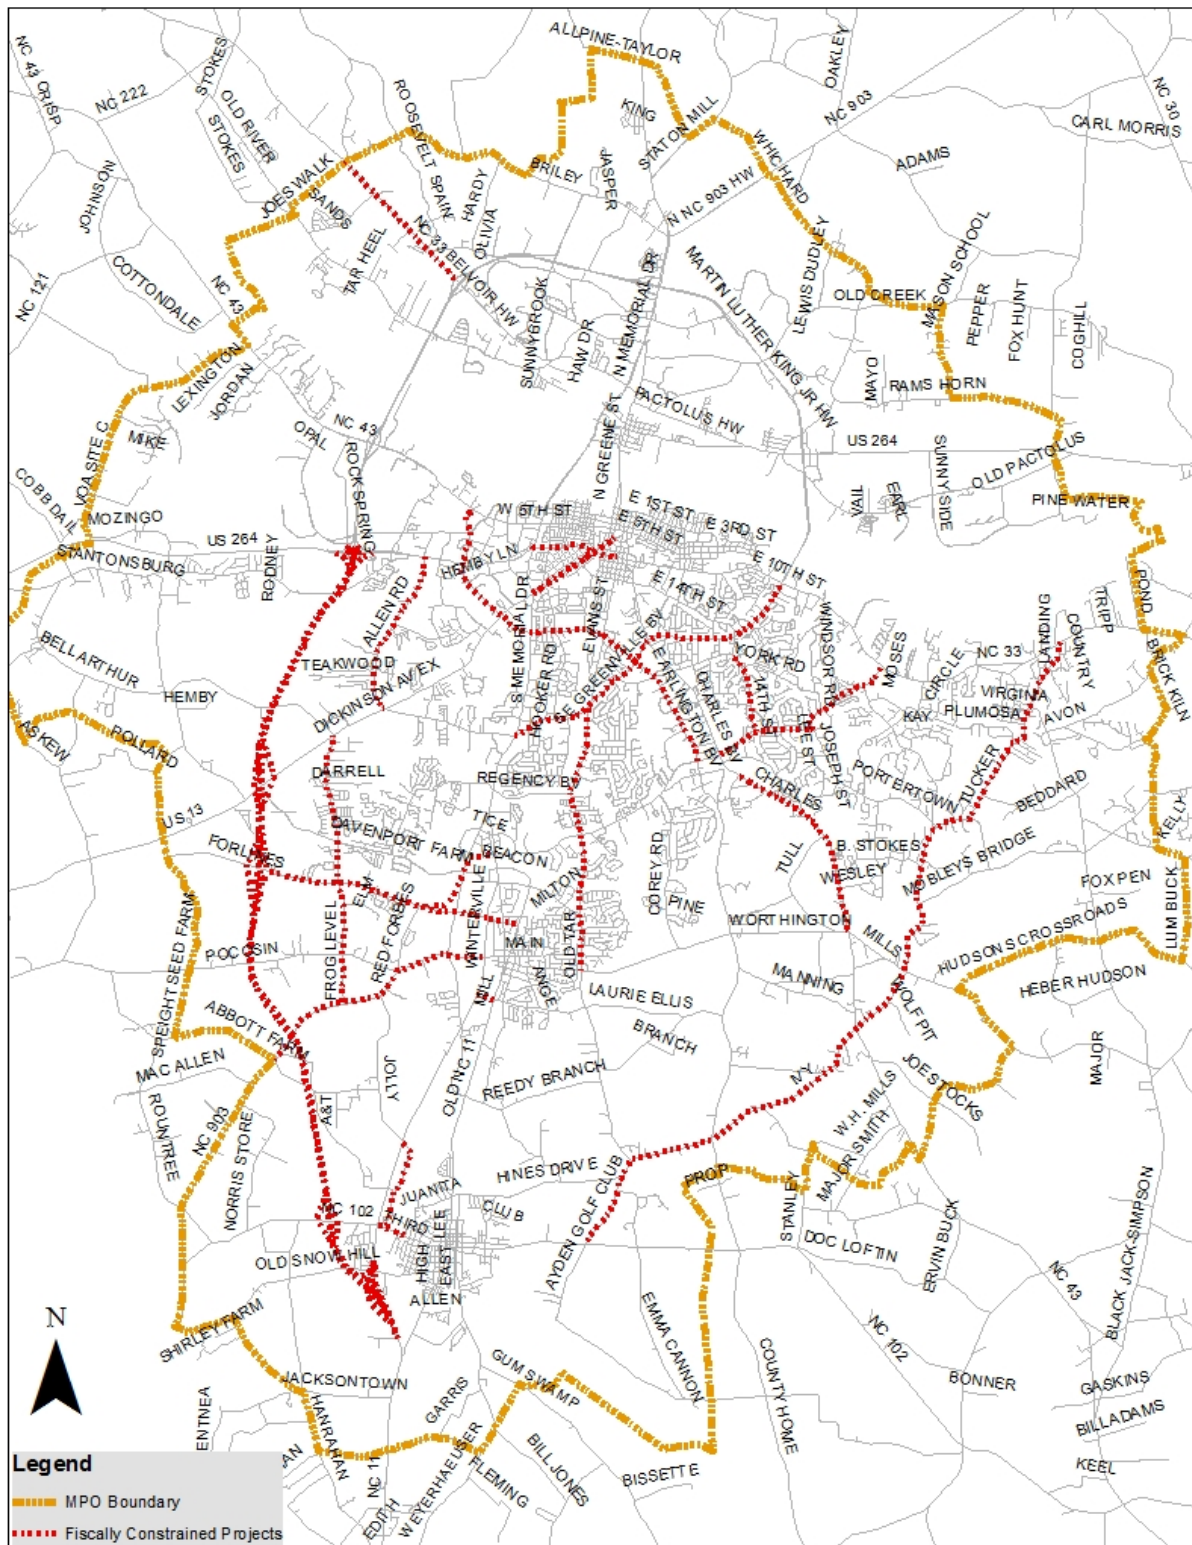 ALLPINE-TAYLOR
OAKLEY
NC 43 CRISP
STOKES
NC 222
KING
NC 903
NC 30
OLD RIVER
STOKES
ROOSEVELT SPAIN
STATON MILL
WHICHARD
CARL MORRIS
ADAMS
JOHNSON
JOES WALK
SANDS
HARDY
BRILEY
JASPER
N NC 903 HW
OLIVIA
NC 33 BELVOIR HW
TAR HEEL
COTTONDALE
NC 121
NC 43
MARTIN LUTHER KING JR HW
LEWIS DUDLEY
OLD CREEK
MASON SCHOOL
PEPPER
FOX HUNT
COGHILL
SUNNYBROOK
HAW DR
N MEMORIAL DR
LEXINGTON
JORDAN
MAYO
RAMS HORN
PACTOLUS HW
MIKE
OPAL
NC 43
ROCK SPRING
N GREENE ST
US 264
SUNNY SIDE
OLD PACTOLUS
VOA SITE C
COBB DAIL
MOZINGO
W 5TH ST
E 1ST ST
E 3RD ST
E 5TH ST
VAIL
EARL
PINE WATER
US 264
STANTONSBURG
RODNEY
HEMBY LN
E 10TH ST
E 14TH ST
POND
TRIPP
ALLEN RD
S MEMORIAL DR
EVANS ST
WINDSOR RD
MOSES
LANDING
COUNTRY
BRICK KILN
BELL ARTHUR
HEMBY
TEAKWOOD
DICKINSON AV EX
HOOKER RD
SE GREENVILLE BV
E ARLINGTON BV
YORK RD
CHARLES BV
14TH ST
LEE ST
JOSEPH ST
CIRCLE
NC 33
VIRGINIA
KAY
PLUMOSA
AVON
ASKEW
POLLARD
DARRELL
REGENCY BV
CHARLES
PORTERTOWN
TUCKER
BEDDARD
KELLY
US 13
FORLINES
DAVENPORT FARM
TICE
BEACON
TULL
B. STOKES
WESLEY
MOBLEYS BRIDGE
FOX PEN
ELM
RED FORBES
WINTERVILLE
MILTON
COREY RD
PINE
WORTHINGTON
LUM BUCK
SPEIGHT SEED FARM
FROG LEVEL
POCOSIN
MAIN
OLD TAR
MILLS
HUDSONS CROSSROADS
ANGE
MILL
LAURIE ELLIS
MANNING
HEBER HUDSON
WOLF PIT
ABBOTT FARM
MAC ALLEN
JOLLY
BRANCH
IVY
JOE STOCKS
MAJOR
ROUNTREE
NC 903
NORRIS STORE
A&T
OLD NC 11
REEDY BRANCH
W.H. MILLS
MAJOR SMITH
HINES DRIVE
AYDEN GOLF CLUB
PROP
STANLEY
JUANITA
CLUB
NC 102
THIRD
HIGH
EAST
LEE
DOC LOFTIN
ERVIN BUCK
OLD SNOW HILL
ALLEN
EMMA CANNON
COUNTY HOME
NC 102
NC 43
BLACK JACK-SIMPSON
SHIRLEY FARM
N
JACKSONTOWN
GUM SWAMP
BONNER
GASKINS
BILL ADAMS
KEEL
HANRAHAN
GARRIS
WEYERHAEUSER
FLEMING
BILL JONES
BISSETTE
NC 11
EDITH
ENTNEA
AN
Legend
MPO Boundary
Fiscally Constrained Projects